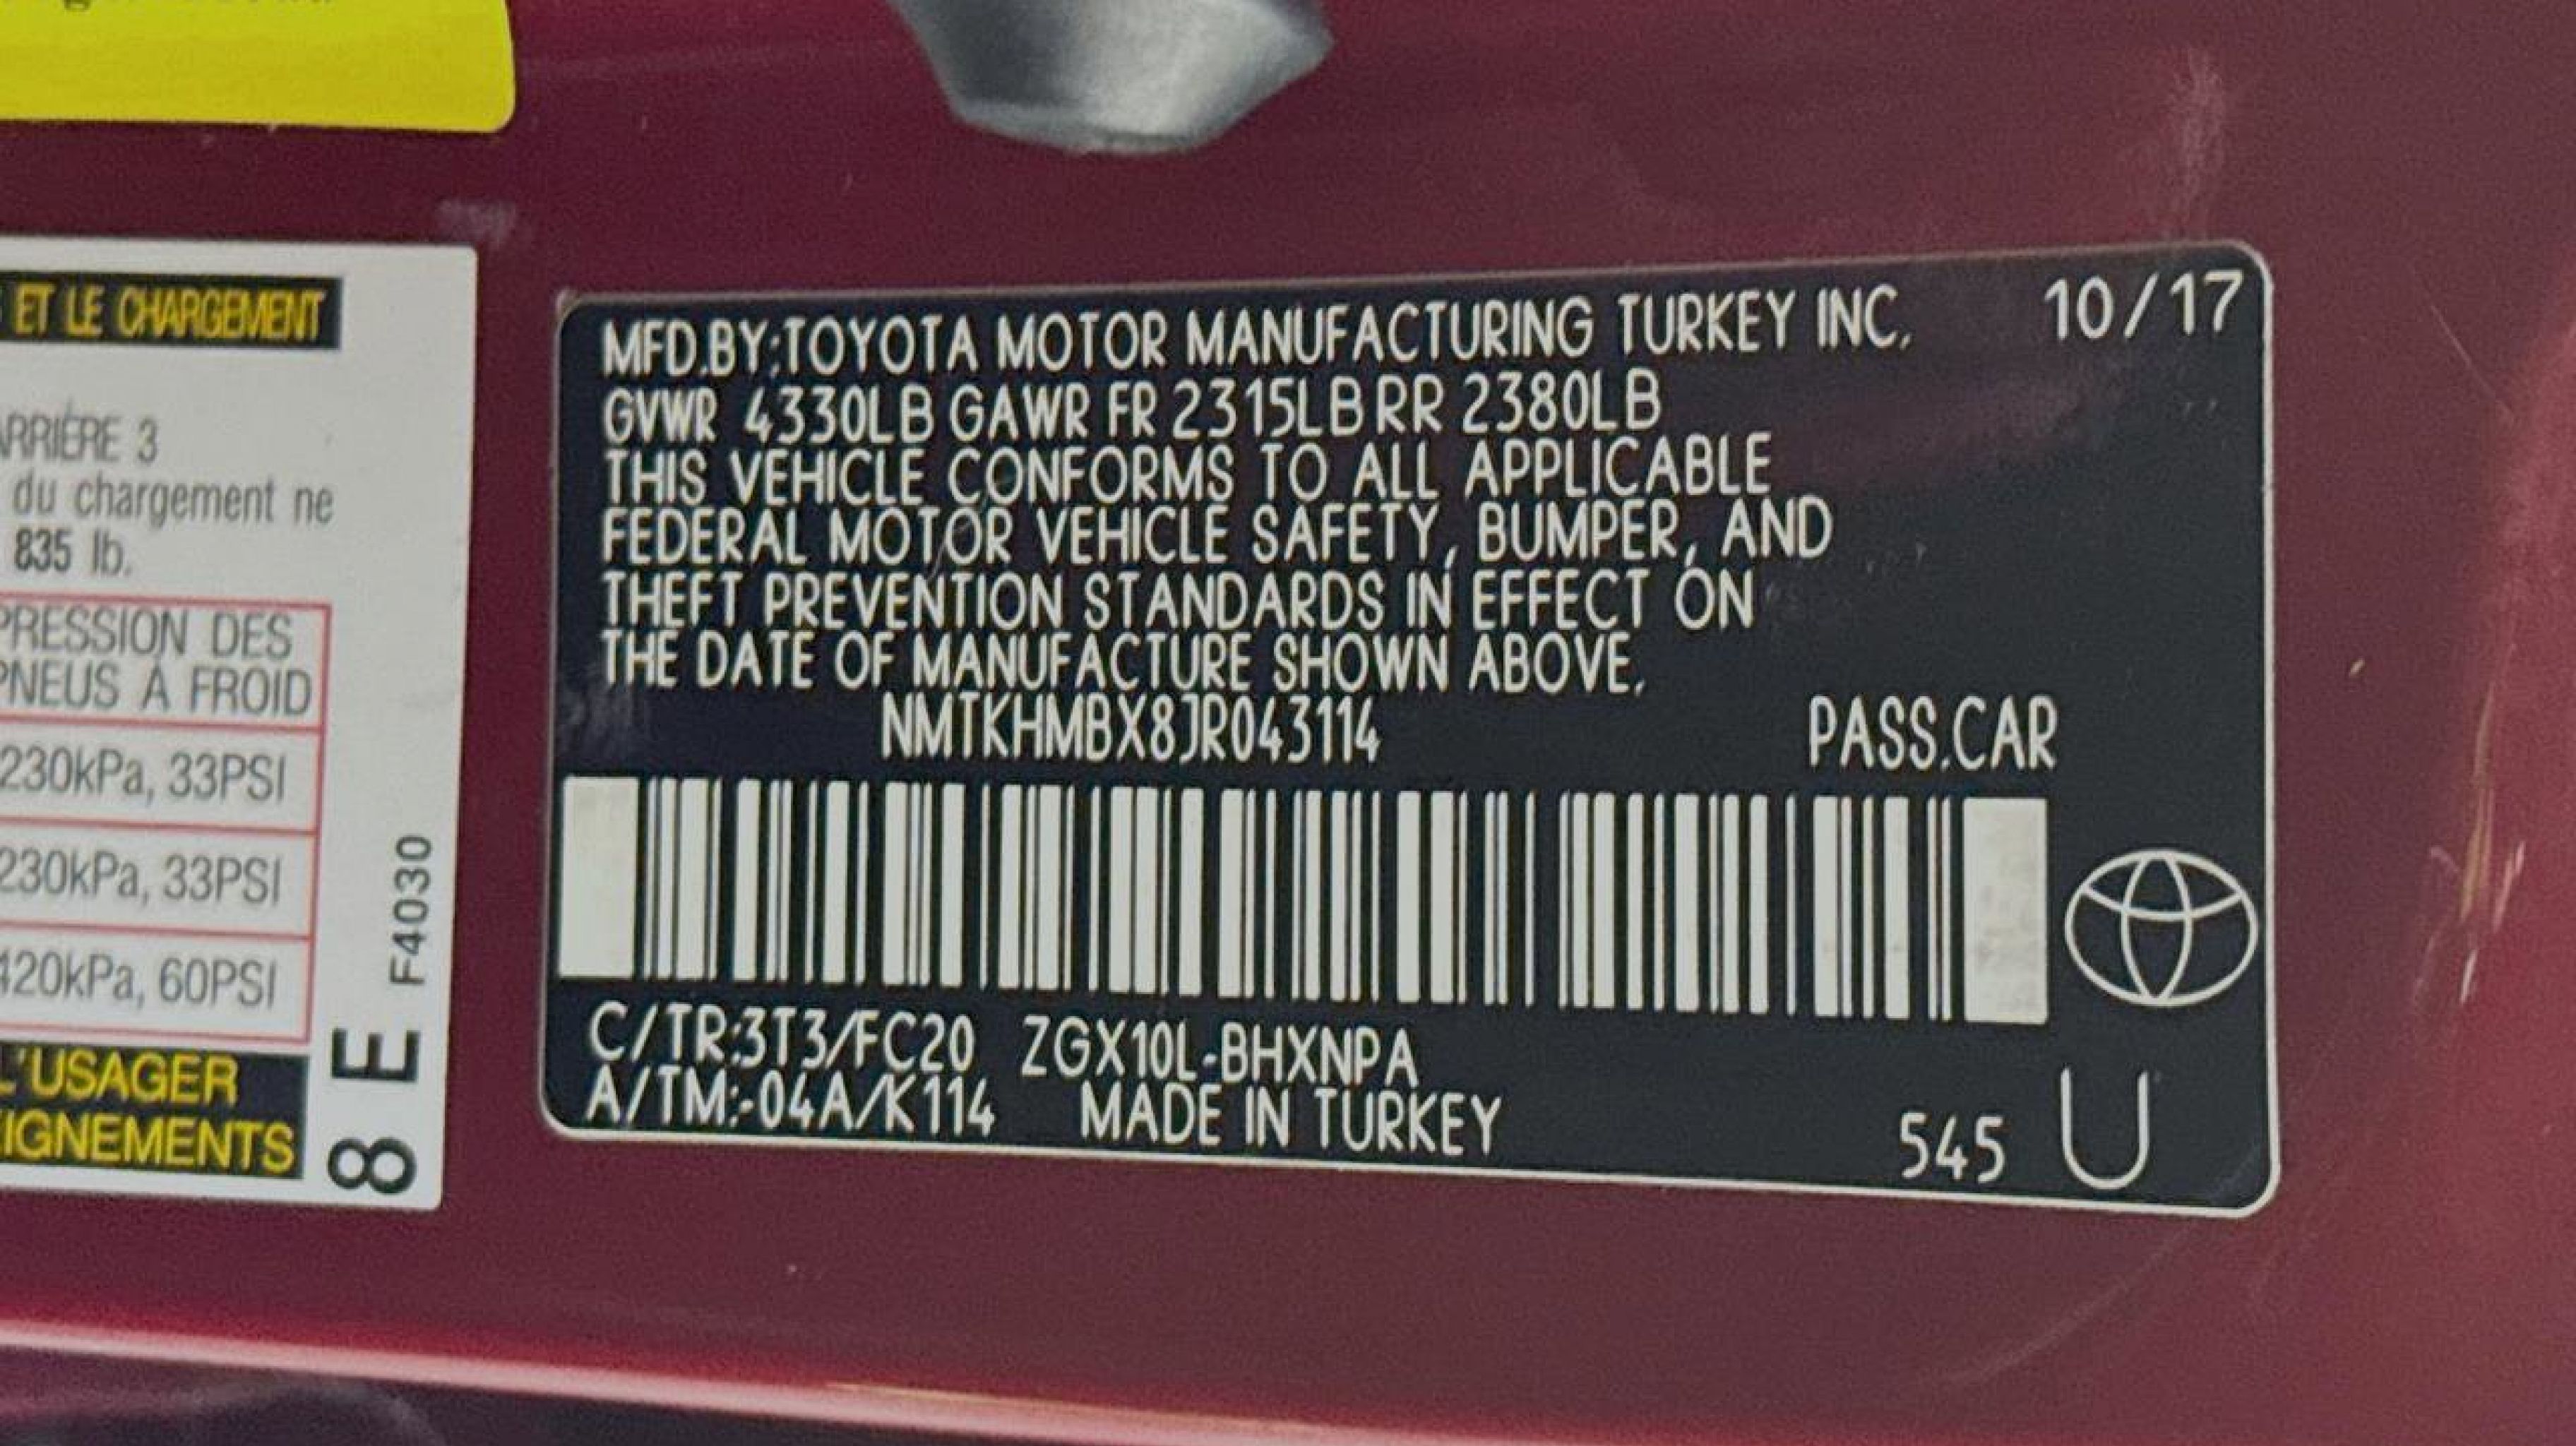 ET LE CHARGEMENT
ARRIÈRE 3
du chargement ne
835 lb.
PRESSION DES
PNEUS À FROID
230kPa, 33PSI
230kPa, 33PSI
420kPa, 60PSI
L'USAGER
8 E F4030
MFD.BY:TOYOTA MOTOR MANUFACTURING TURKEY INC. 10/17
GVWR 4330LB GAWR FR 2315LB RR 2380LB
THIS VEHICLE CONFORMS TO ALL APPLICABLE
FEDERAL MOTOR VEHICLE SAFETY, BUMPER, AND
THEFT PREVENTION STANDARDS IN EFFECT ON
THE DATE OF MANUFACTURE SHOWN ABOVE.
NMTKHMBX8JR043114 PASS.CAR
C/TR:3T3/FC20 ZGX10L-BHXNPA
A/TM:-04A/K114 MADE IN TURKEY 545 U